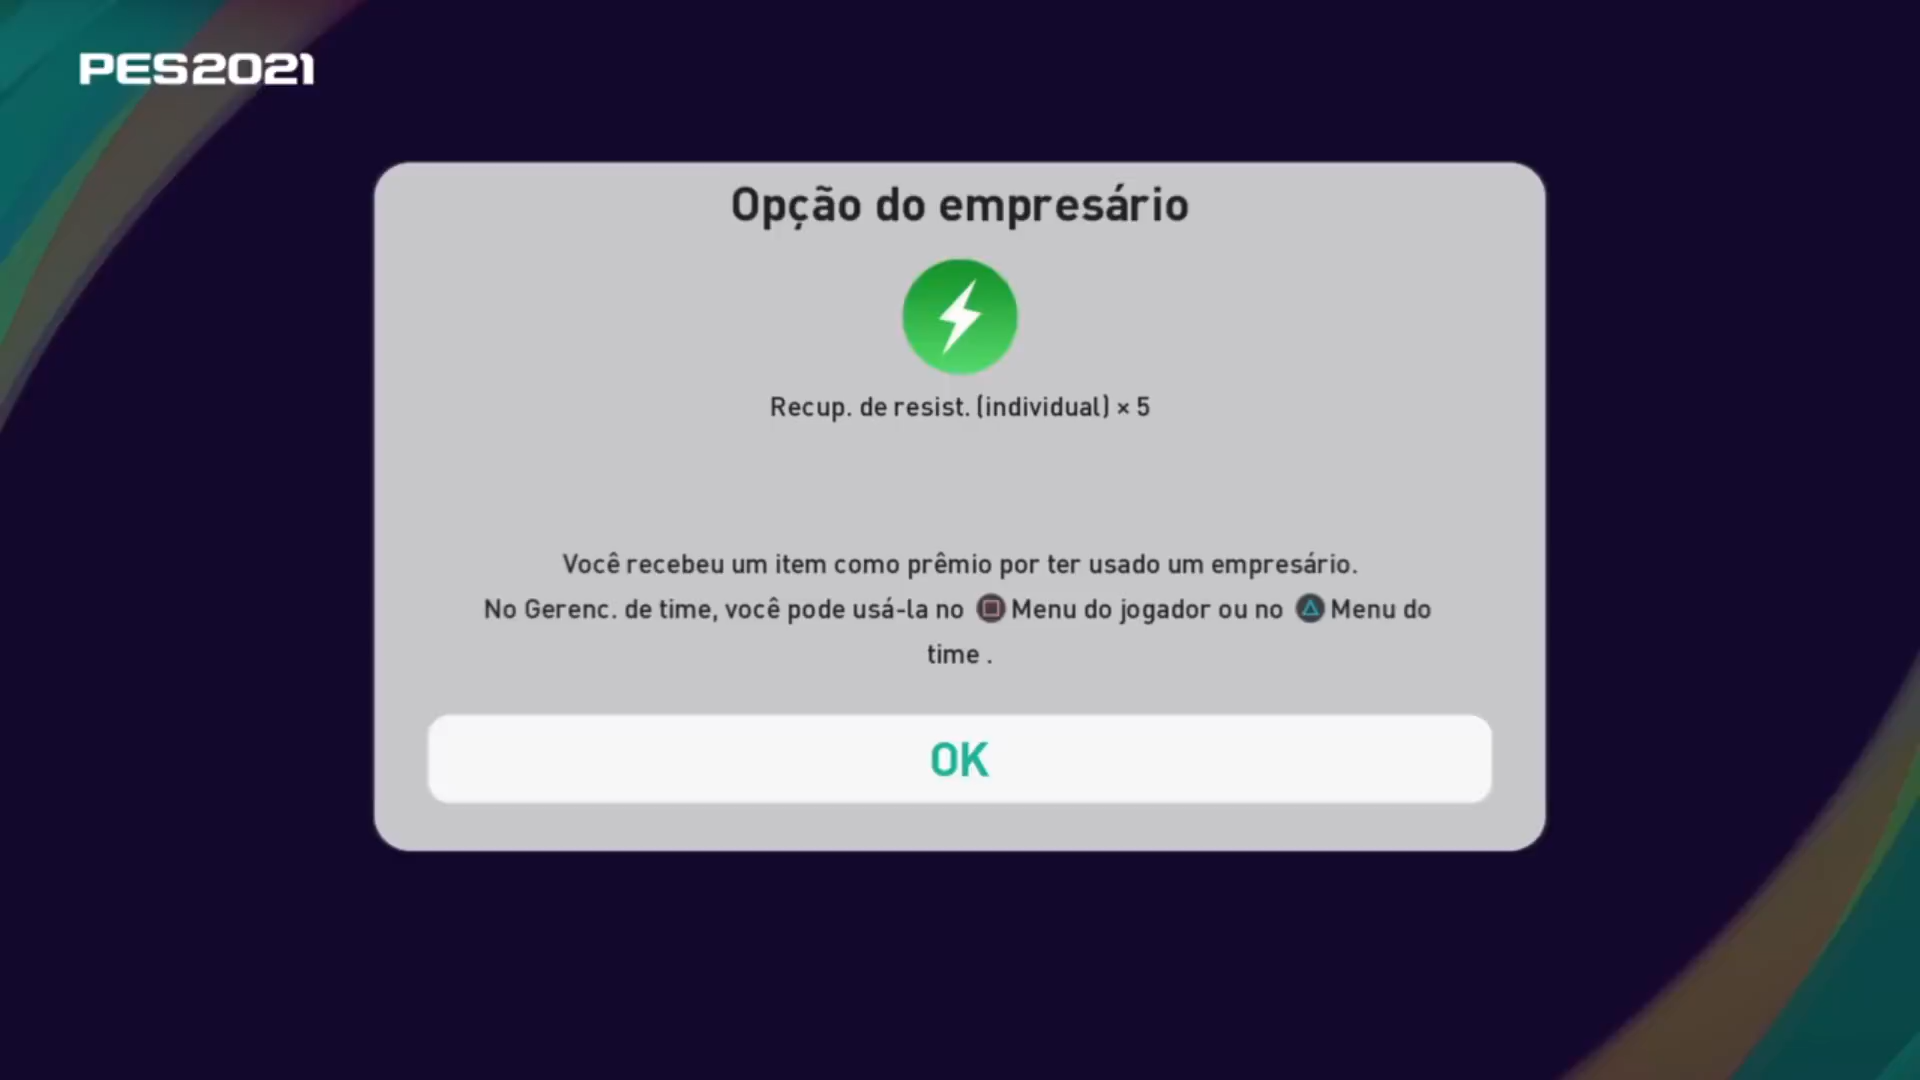 PES2021
Opção do empresário
Recup. de resist. (individual) × 5
Você recebeu um item como prêmio por ter usado um empresário.
No Gerenc. de time, você pode usá-la no Menu do jogador ou no Menu do
time .
OK